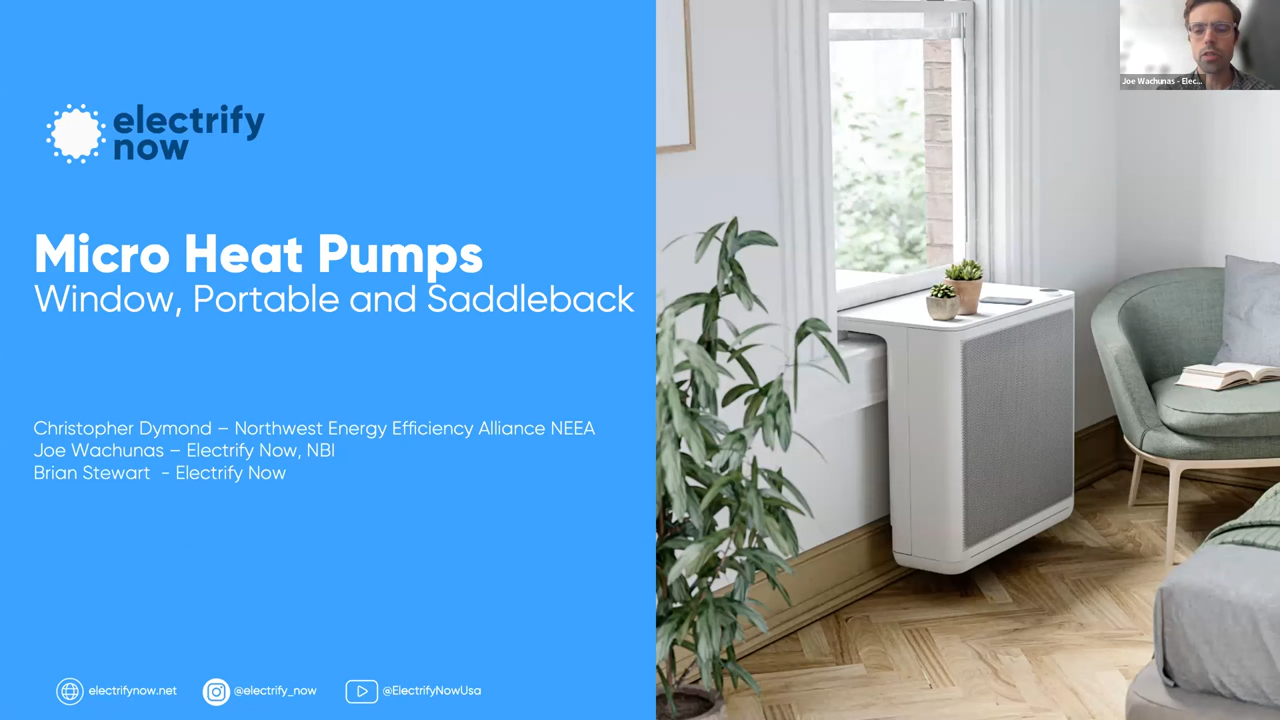 electrify
now
Micro Heat Pumps
Window, Portable and Saddleback
Christopher Dymond – Northwest Energy Efficiency Alliance NEEA
Joe Wachunas – Electrify Now, NBI
Brian Stewart - Electrify Now
electrifynow.net
@electrify_now
@ElectrifyNowUsa
Joe Wachunas - Elec...